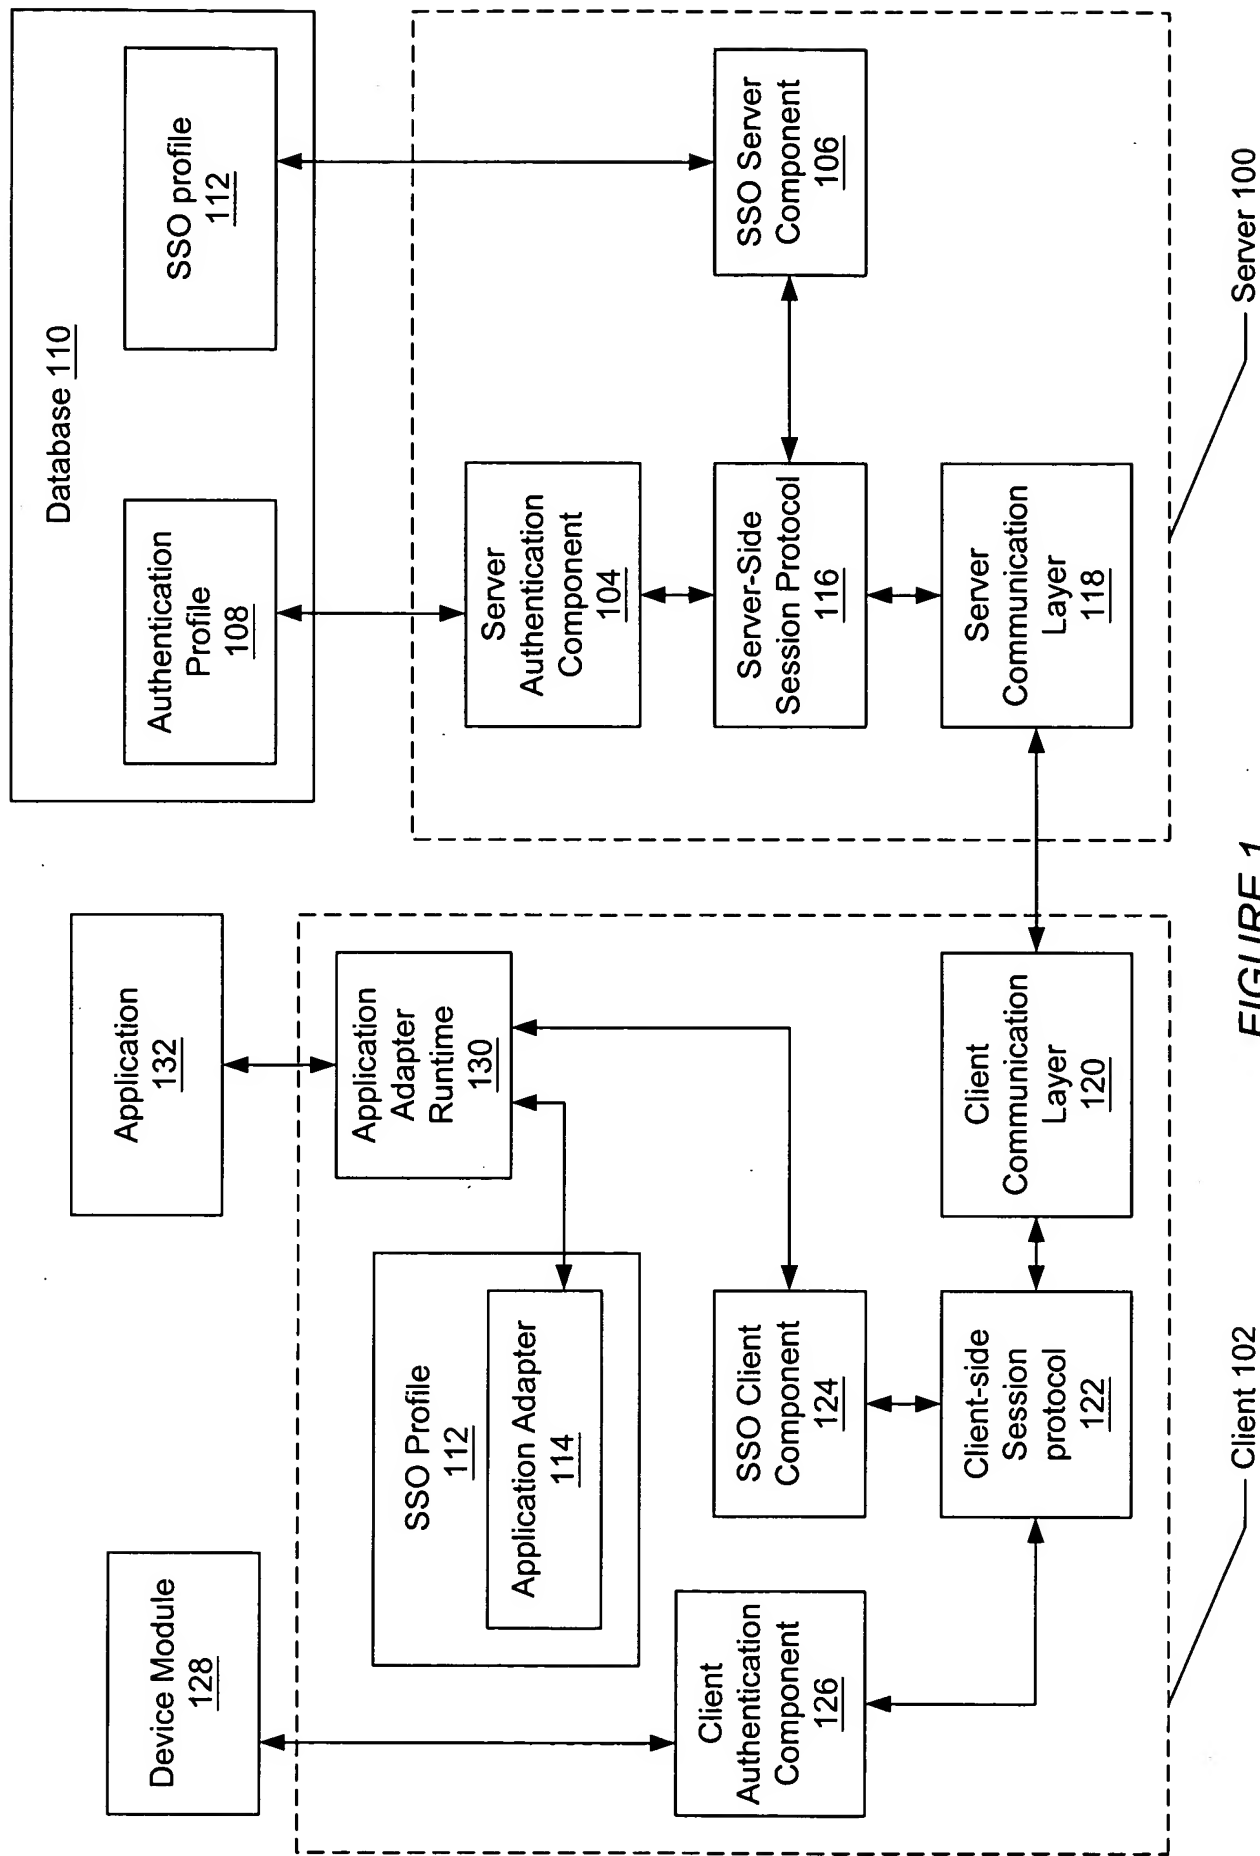 Device Module
128
Application
132
Database 110
Authentication
Profile
108
SSO profile
112
SSO Profile
112
Application Adapter
114
Application
Adapter
Runtime
130
Server
Authentication
Component
104
Client
Authentication
Component
126
SSO Client
Component
124
Server-Side
Session Protocol
116
SSO Server
Component
106
Client-side
Session
protocol
122
Client
Communication
Layer
120
Server
Communication
Layer
118
Client 102
Server 100
FIGURE 1